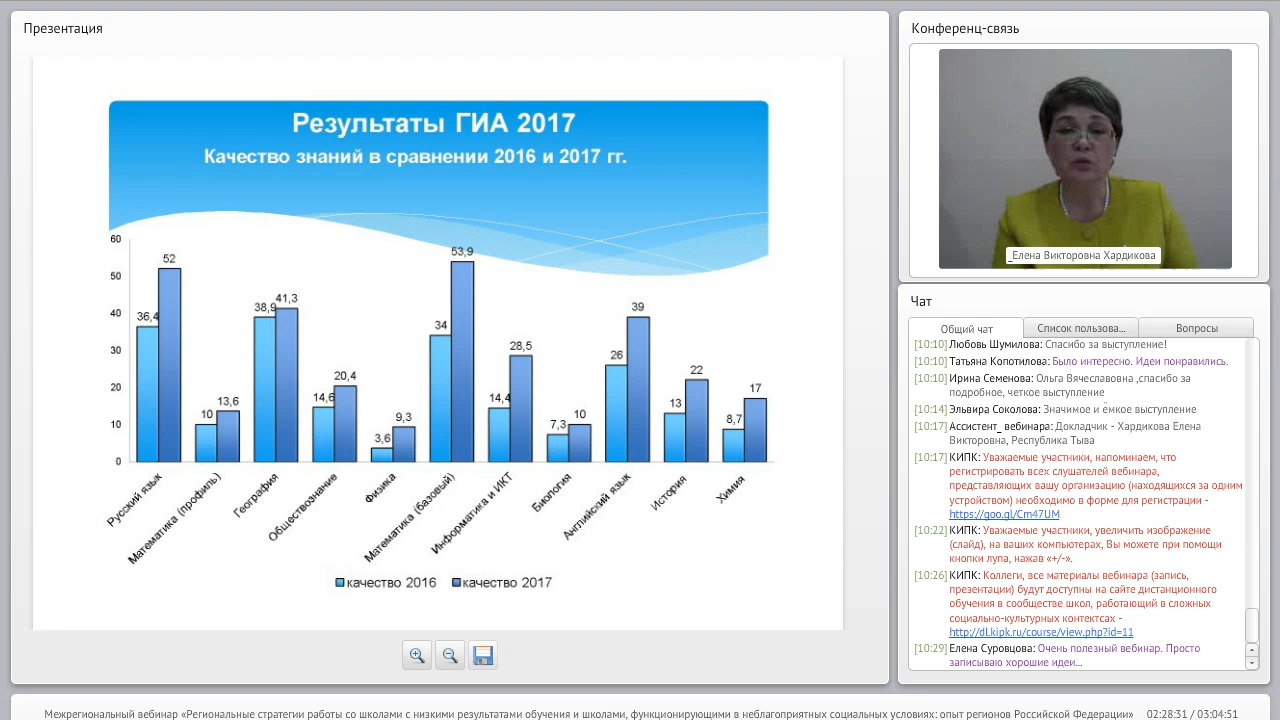 Презентация
Результаты ГИА 2017
Качество знаний в сравнении 2016 и 2017 гг.
60
50
40
30
20
10
0
36,4
52
10
13,6
38,9
41,3
14,6
20,4
3,6
9,3
34
53,9
14,4
28,5
7,3
10
26
39
13
22
8,7
17
Русский язык
Математика (профиль)
География
Обществознание
Физика
Математика (базовый)
Информатика и ИКТ
Биология
Английский язык
История
Химия
качество 2016
качество 2017
Конференц-связь
_Елена Викторовна Хардикова
Чат
Общий чат
Список пользова...
Вопросы
[10:10] Любовь Шумилова: Спасибо за выступление!
[10:10] Татьяна Копотилова: Было интересно. Идеи понравились.
[10:10] Ирина Семенова: Ольга Вячеславовна ,спасибо за
подробное, четкое выступление
[10:14] Эльвира Соколова: Значимое и ёмкое выступление
[10:17] Ассистент_ вебинара: Докладчик - Хардикова Елена
Викторовна, Республика Тыва
[10:17] КИПК: Уважаемые участники, напоминаем, что
регистрировать всех слушателей вебинара,
представляющих вашу организацию (находящихся за одним
устройством) необходимо в форме для регистрации -
https://goo.gl/Cm47UM
[10:22] КИПК: Уважаемые участники, увеличить изображение
(слайд), на ваших компьютерах, Вы можете при помощи
кнопки лупа, нажав «+/-».
[10:26] КИПК: Коллеги, все материалы вебинара (запись,
презентации) будут доступны на сайте дистанционного
обучения в сообществе школ, работающий в сложных
социально-культурных контектсах -
http://dl.kipk.ru/course/view.php?id=11
[10:29] Елена Суровцова: Очень полезный вебинар. Просто
записываю хорошие идеи...
Межрегиональный вебинар «Региональные стратегии работы со школами с низкими результатами обучения и школами, функционирующими в неблагоприятных социальных условиях: опыт регионов Российской Федерации» 02:28:31 / 03:04:51